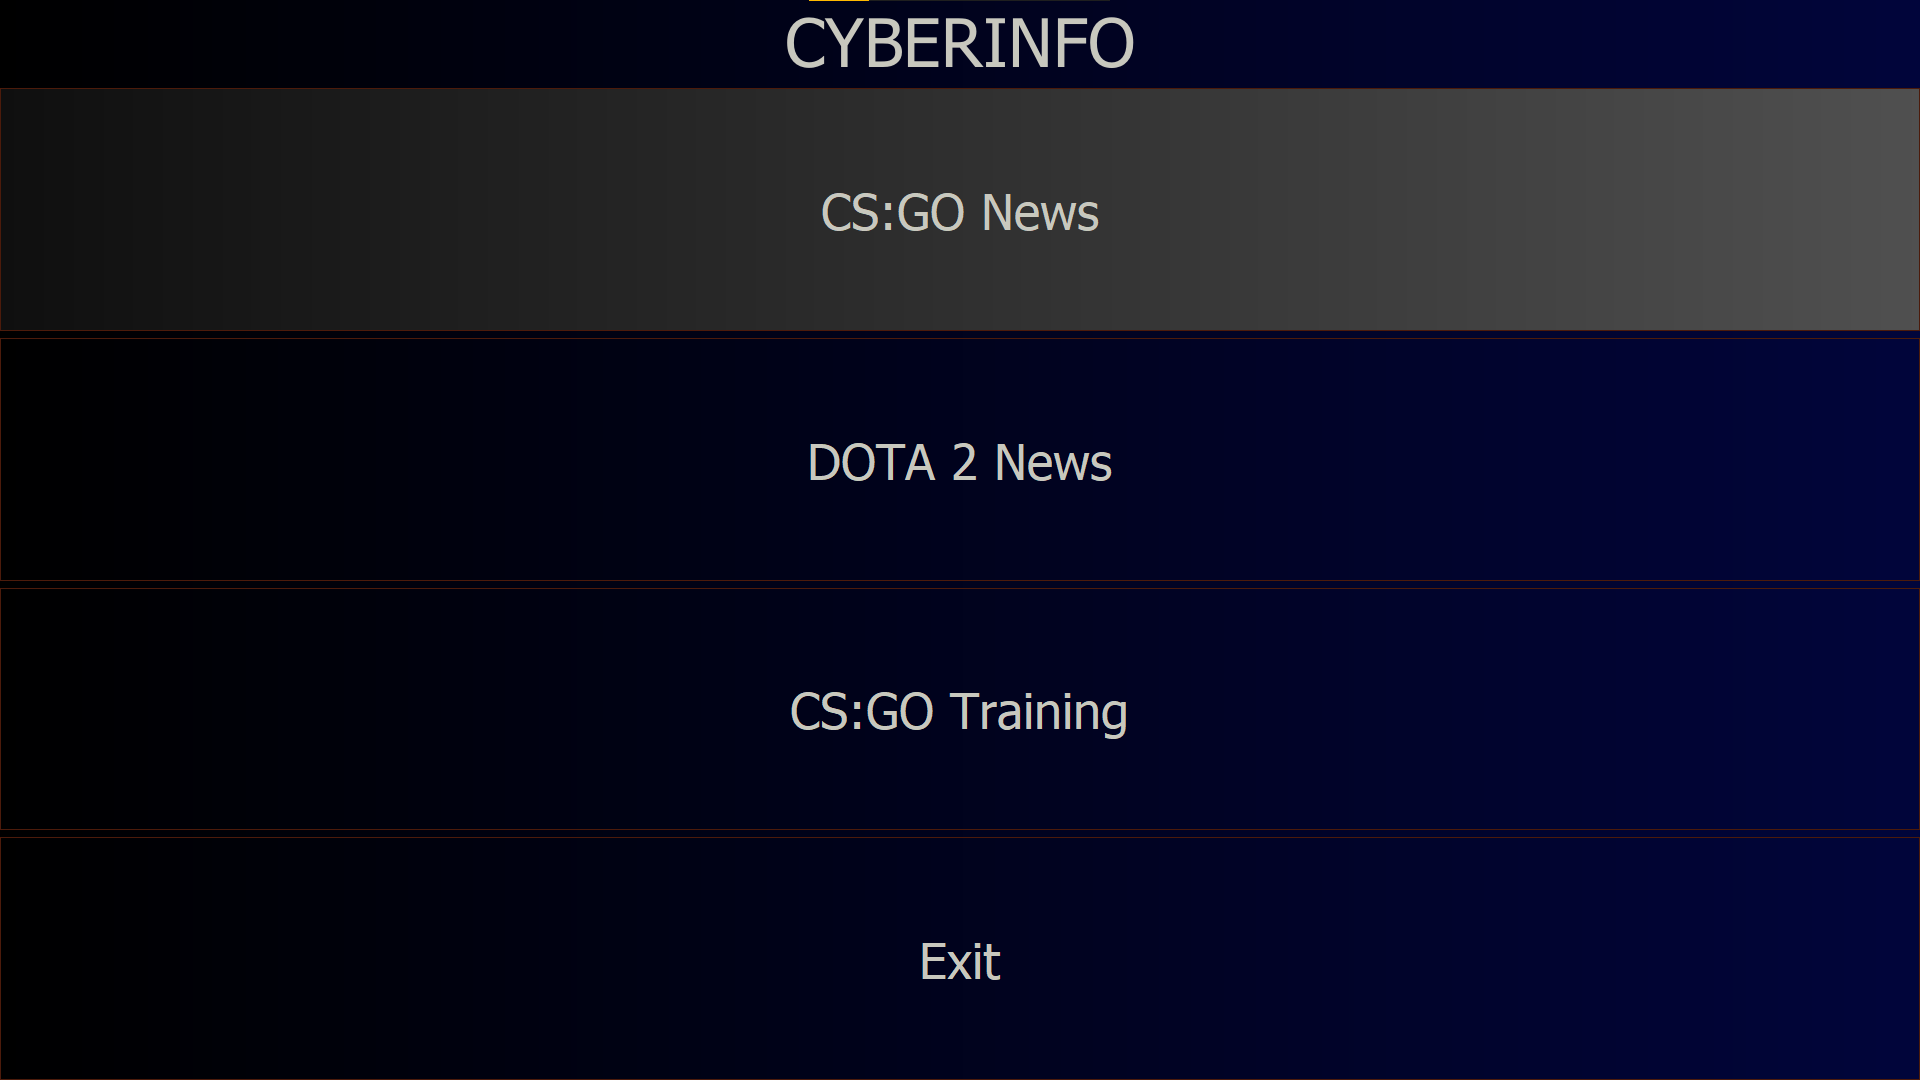 CYBERINFO
CS:GO News
DOTA 2 News
CS:GO Training
Exit